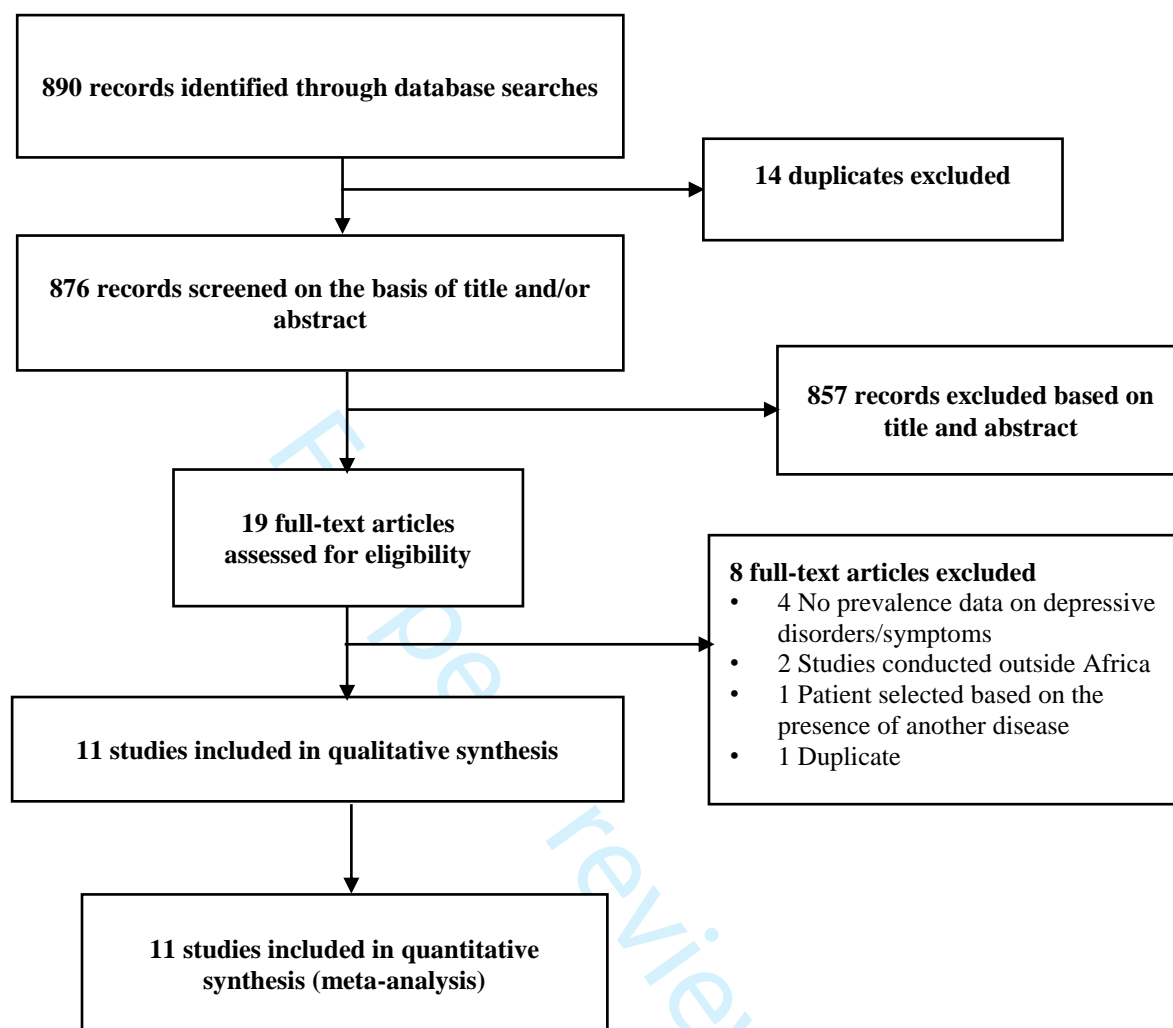 890 records identified through database searches
14 duplicates excluded
876 records screened on the basis of title and/or
abstract
857 records excluded based on
title and abstract
19 full-text articles
assessed for eligibility
8 full-text articles excluded
• 4 No prevalence data on depressive
disorders/symptoms
• 2 Studies conducted outside Africa
• 1 Patient selected based on the
presence of another disease
• 1 Duplicate
11 studies included in qualitative synthesis
11 studies included in quantitative
synthesis (meta-analysis)